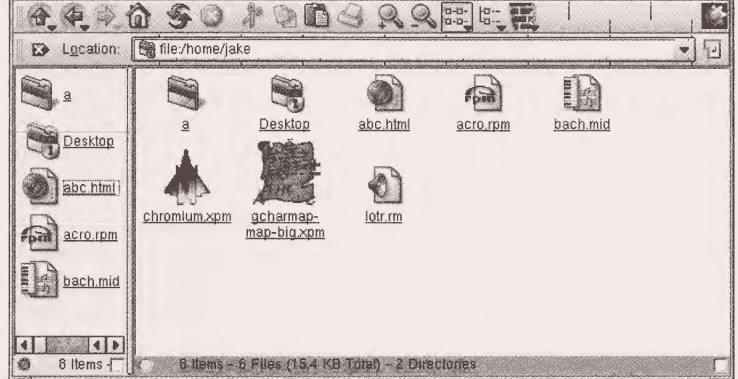 Location: file:/home/jake
a
Desktop
abc.html
acro.rpm
bach.mid
8 Items
a
Desktop
abc.html
acro.rpm
bach.mid
chromium.xpm
gcharmap-
map-big.xpm
lotr.rm
8 Items - 6 Files (15.4 KB Total) - 2 Directories